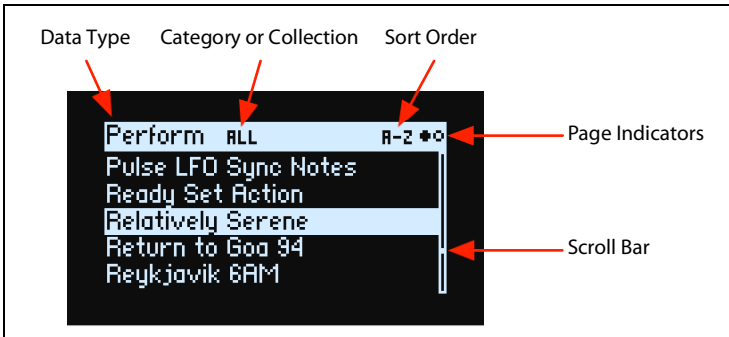 Data Type Category or Collection Sort Order
Perform ALL A-Z
Page Indicators
Pulse LFO Sync Notes
Ready Set Action
Relatively Serene
Return to Goa 94
Scroll Bar
Reykjavik 6AM